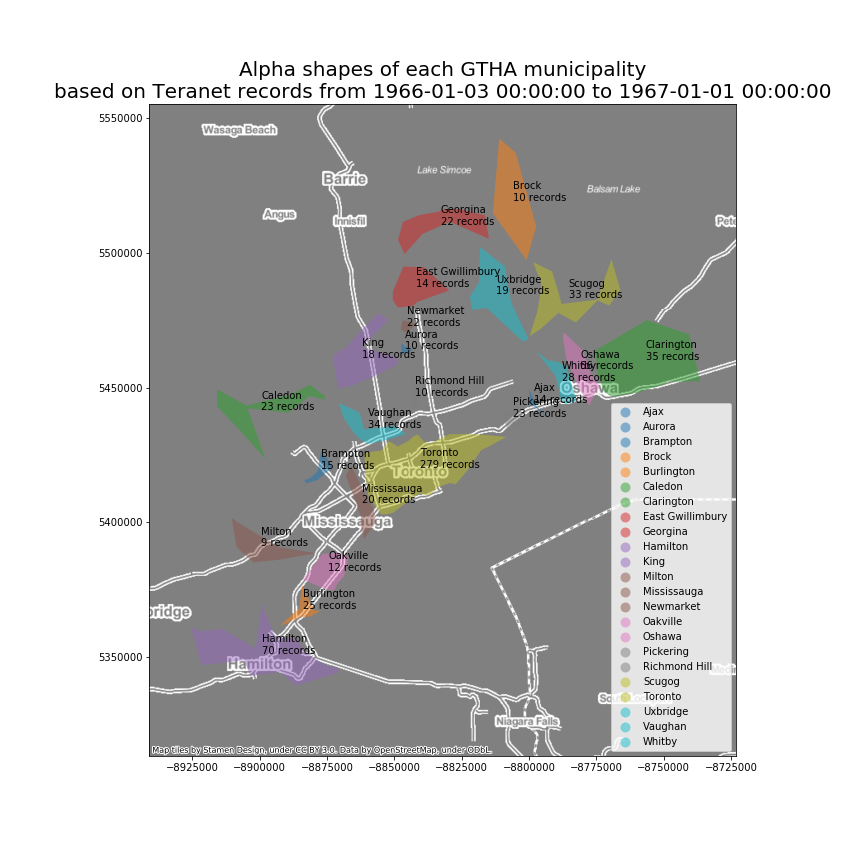 Alpha shapes of each GTHA municipality
based on Teranet records from 1966-01-03 00:00:00 to 1967-01-01 00:00:00
5550000
5500000
5450000
5400000
5350000
Wasaga Beach
Barrie
Angus
Innisfil
Lake Simcoe
Balsam Lake
Pete
Brock
10 records
Georgina
22 records
East Gwillimbury
14 records
Uxbridge
19 records
Scugog
33 records
Newmarket
22 records
Aurora
10 records
King
18 records
Clarington
35 records
Oshawa
records
Whitby
28 records
Oshawa
Richmond Hill
10 records
Ajax
14 records
Pickering
23 records
Caledon
23 records
Vaughan
34 records
Brampton
15 records
Toronto
279 records
Toronto
Mississauga
20 records
Mississauga
Milton
9 records
Oakville
12 records
Burlington
25 records
bridge
Hamilton
70 records
Hamilton
Niagara Falls
Ajax
Aurora
Brampton
Brock
Burlington
Caledon
Clarington
East Gwillimbury
Georgina
Hamilton
King
Milton
Mississauga
Newmarket
Oakville
Oshawa
Pickering
Richmond Hill
Scugog
Toronto
Uxbridge
Vaughan
Whitby
Map tiles by Stamen Design, under CC BY 3.0. Data by OpenStreetMap, under ODbL.
−8925000 −8900000 −8875000 −8850000 −8825000 −8800000 −8775000 −8750000 −8725000